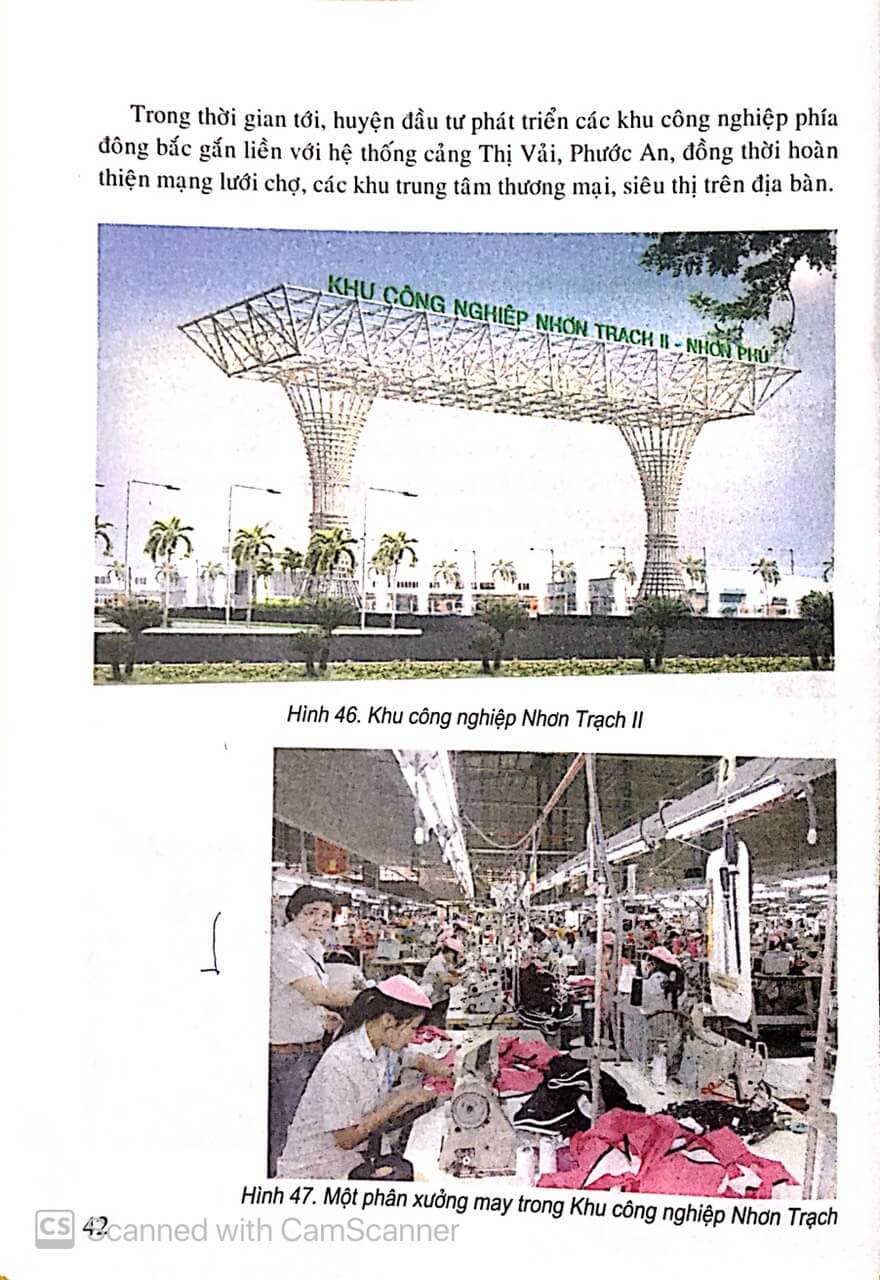 Trong thời gian tới, huyện đầu tư phát triển các khu công nghiệp phía
đông bắc gắn liền với hệ thống cảng Thị Vải, Phước An, đồng thời hoàn
thiện mạng lưới chợ, các khu trung tâm thương mại, siêu thị trên địa bàn.
KHU CÔNG NGHIỆP NHƠN TRẠCH II - NHƠN PHÚ
Hình 46. Khu công nghiệp Nhơn Trạch II
2
Hình 47. Một phân xưởng may trong Khu công nghiệp Nhơn Trạch
42
CS Scanned with CamScanner